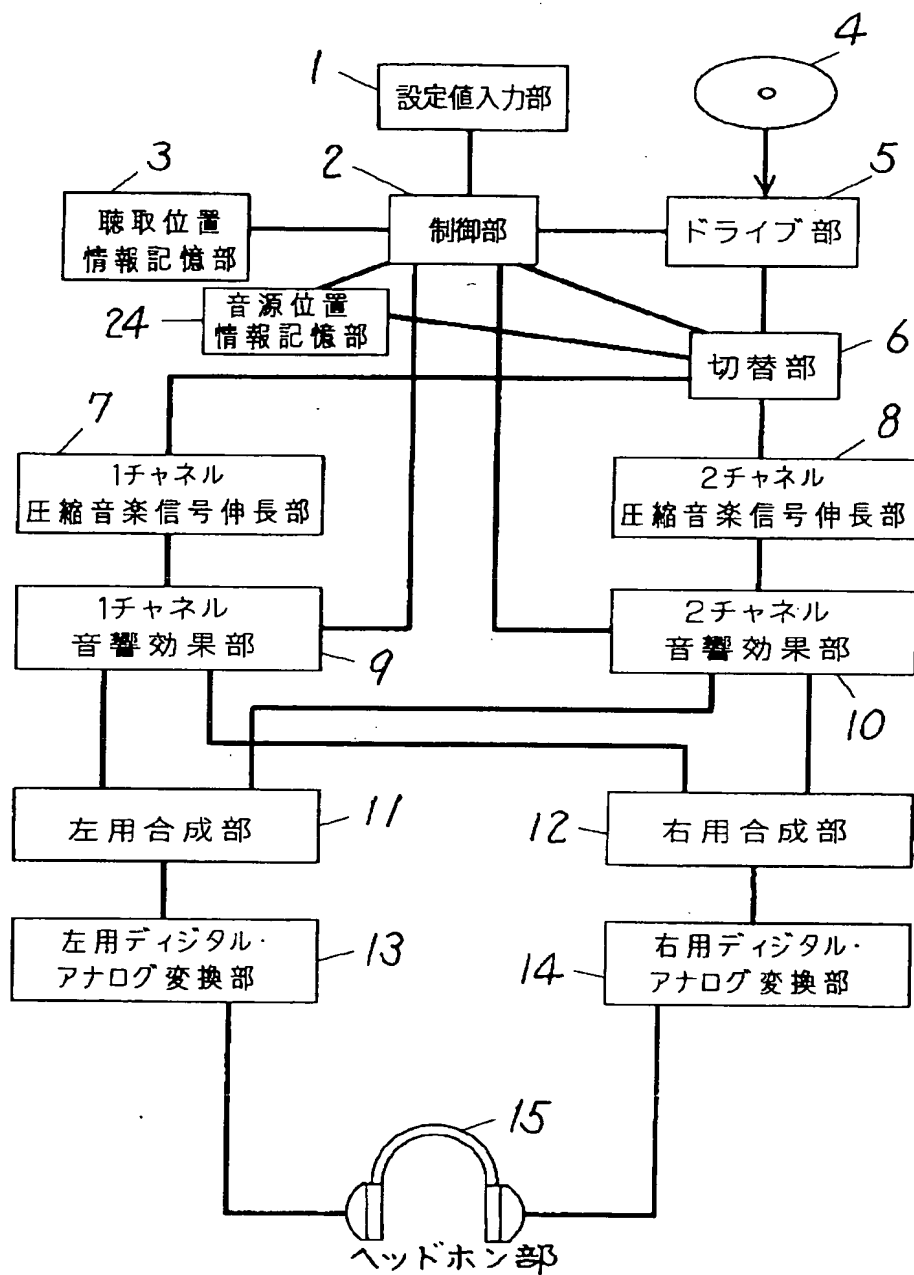 4
1
設定値入力部
3
2
5
聴取位置
情報記憶部
制御部
ドライブ部
24
音源位置
情報記憶部
切替部
6
7
8
1チャネル
圧縮音楽信号伸長部
2チャネル
圧縮音楽信号伸長部
1チャネル
音響効果部
2チャネル
音響効果部
9
10
左用合成部
11
12
右用合成部
左用ディジタル・
アナログ変換部
13
14
右用ディジタル・
アナログ変換部
15
ヘッドホン部